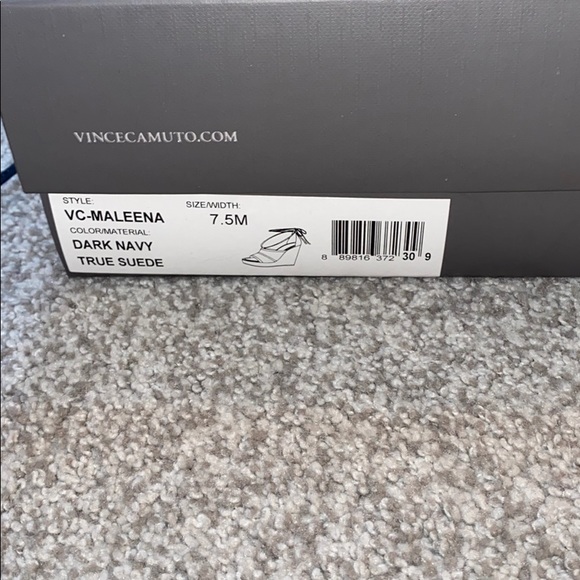 VINCECAMUTO.COM
STYLE:
VC-MALEENA
COLOR/MATERIAL:
DARK NAVY
TRUE SUEDE
SIZE/WIDTH:
7.5M
8 89816 372 30 9